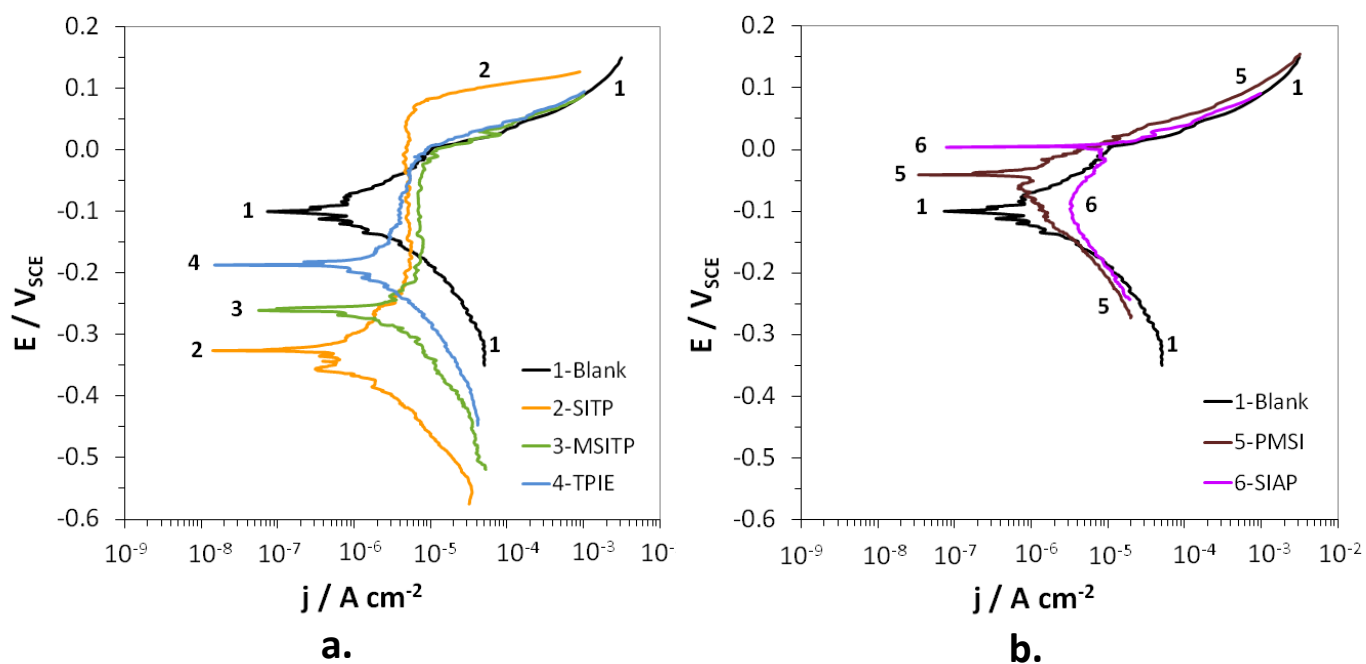 0.2
0.1
0.0
-0.1
-0.2
-0.3
-0.4
-0.5
-0.6
E / V_SCE
10^-9 10^-8 10^-7 10^-6 10^-5 10^-4 10^-3 10^-
j / A cm^-2
2
1
1
4
3
2
1
1-Blank
2-SITP
3-MSITP
4-TPIE
a.
0.2
0.1
0.0
-0.1
-0.2
-0.3
-0.4
-0.5
-0.6
E / V_SCE
10^-9 10^-8 10^-7 10^-6 10^-5 10^-4 10^-3 10^-2
j / A cm^-2
5
1
6
5
1
6
5
1
1-Blank
5-PMSI
6-SIAP
b.